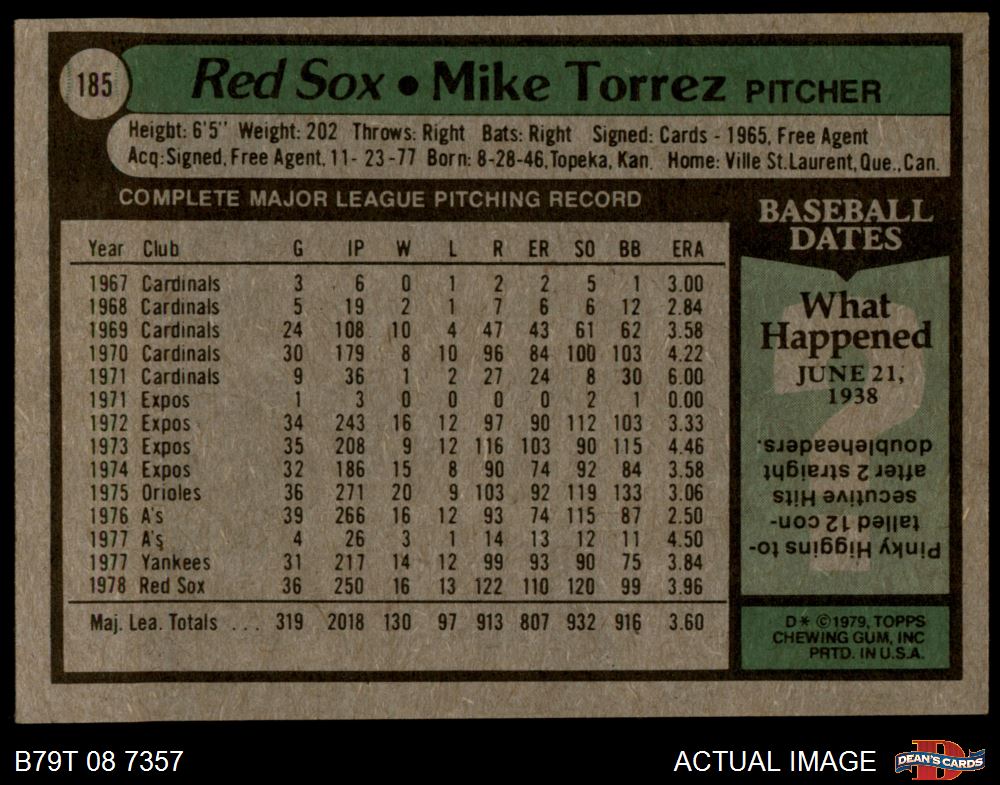 185
Red Sox • Mike Torrez PITCHER
Height: 6'5" Weight: 202 Throws: Right Bats: Right Signed: Cards - 1965, Free Agent
Acq:Signed, Free Agent, 11- 23-77 Born: 8-28-46, Topeka, Kan. Home: Ville St.Laurent, Que., Can.
COMPLETE MAJOR LEAGUE PITCHING RECORD
Year Club G IP W L R ER SO BB ERA
1967 Cardinals 3 6 0 1 2 2 5 1 3.00
1968 Cardinals 5 19 2 1 7 6 6 12 2.84
1969 Cardinals 24 108 10 4 47 43 61 62 3.58
1970 Cardinals 30 179 8 10 96 84 100 103 4.22
1971 Cardinals 9 36 1 2 27 24 8 30 6.00
1971 Expos 1 3 0 0 0 0 2 1 0.00
1972 Expos 34 243 16 12 97 90 112 103 3.33
1973 Expos 35 208 9 12 116 103 90 115 4.46
1974 Expos 32 186 15 8 90 74 92 84 3.58
1975 Orioles 36 271 20 9 103 92 119 133 3.06
1976 A's 39 266 16 12 93 74 115 87 2.50
1977 A's 4 26 3 1 14 13 12 11 4.50
1977 Yankees 31 217 14 12 99 93 90 75 3.84
1978 Red Sox 36 250 16 13 122 110 120 99 3.96
Maj. Lea. Totals ... 319 2018 130 97 913 807 932 916 3.60
BASEBALL
DATES
What
Happened
JUNE 21,
1938
?
Pinky Higgins to-
talled 12 con-
secutive Hits
after 2 straight
doubleheaders.
D* ©1979, TOPPS
CHEWING GUM, INC
PRTD. IN U.S.A.
B79T 08 7357
ACTUAL IMAGE
DEAN'S CARDS